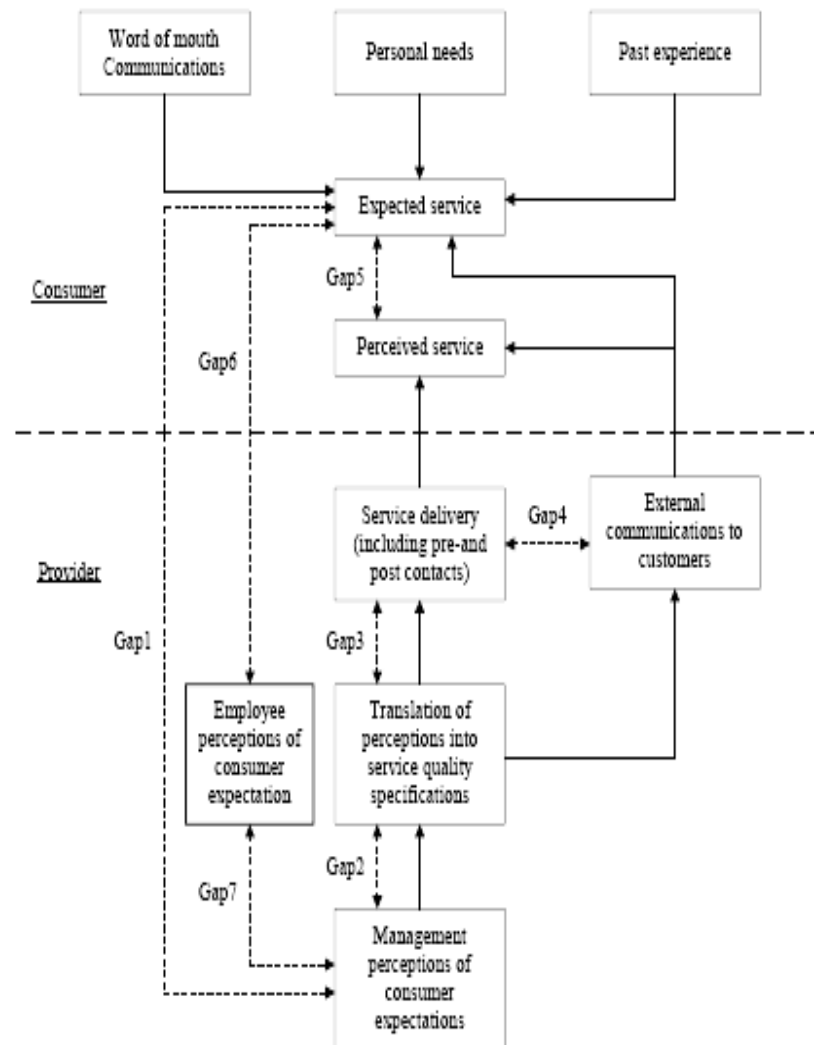 Word of mouth
Communications
Personal needs
Past experience
Expected service
Gap5
Consumer
Perceived service
Gap6
Service delivery
(including pre-and
post contacts)
Gap4
External
communications to
customers
Provider
Gap1
Gap3
Employee
perceptions of
consumer
expectation
Translation of
perceptions into
service quality
specifications
Gap2
Gap7
Management
perceptions of
consumer
expectations